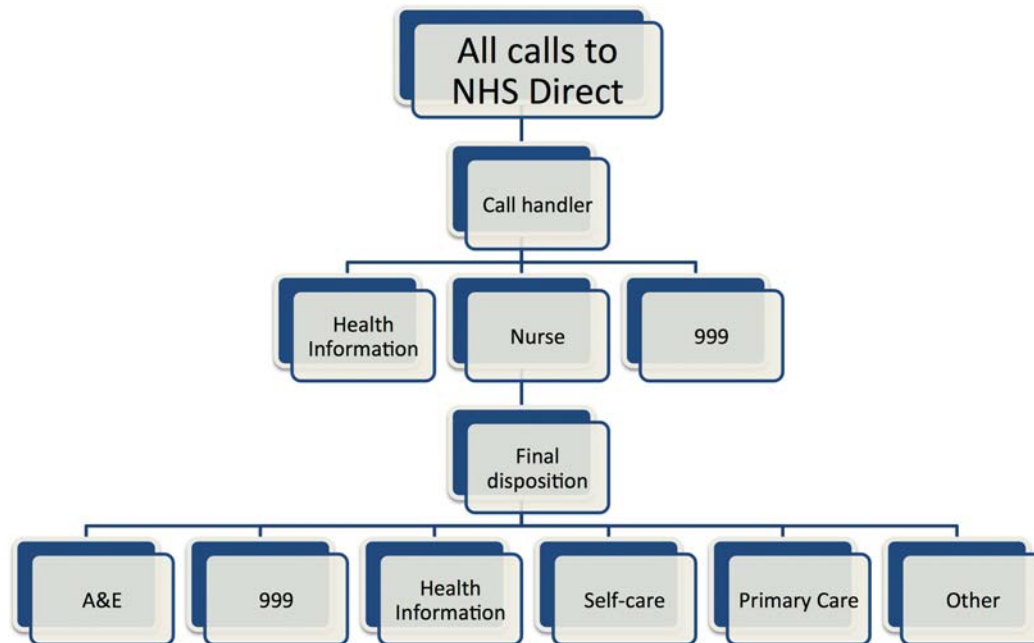 All calls to
NHS Direct
Call handler
Health
Information
Nurse
999
Final
disposition
A&E
999
Health
Information
Self-care
Primary Care
Other